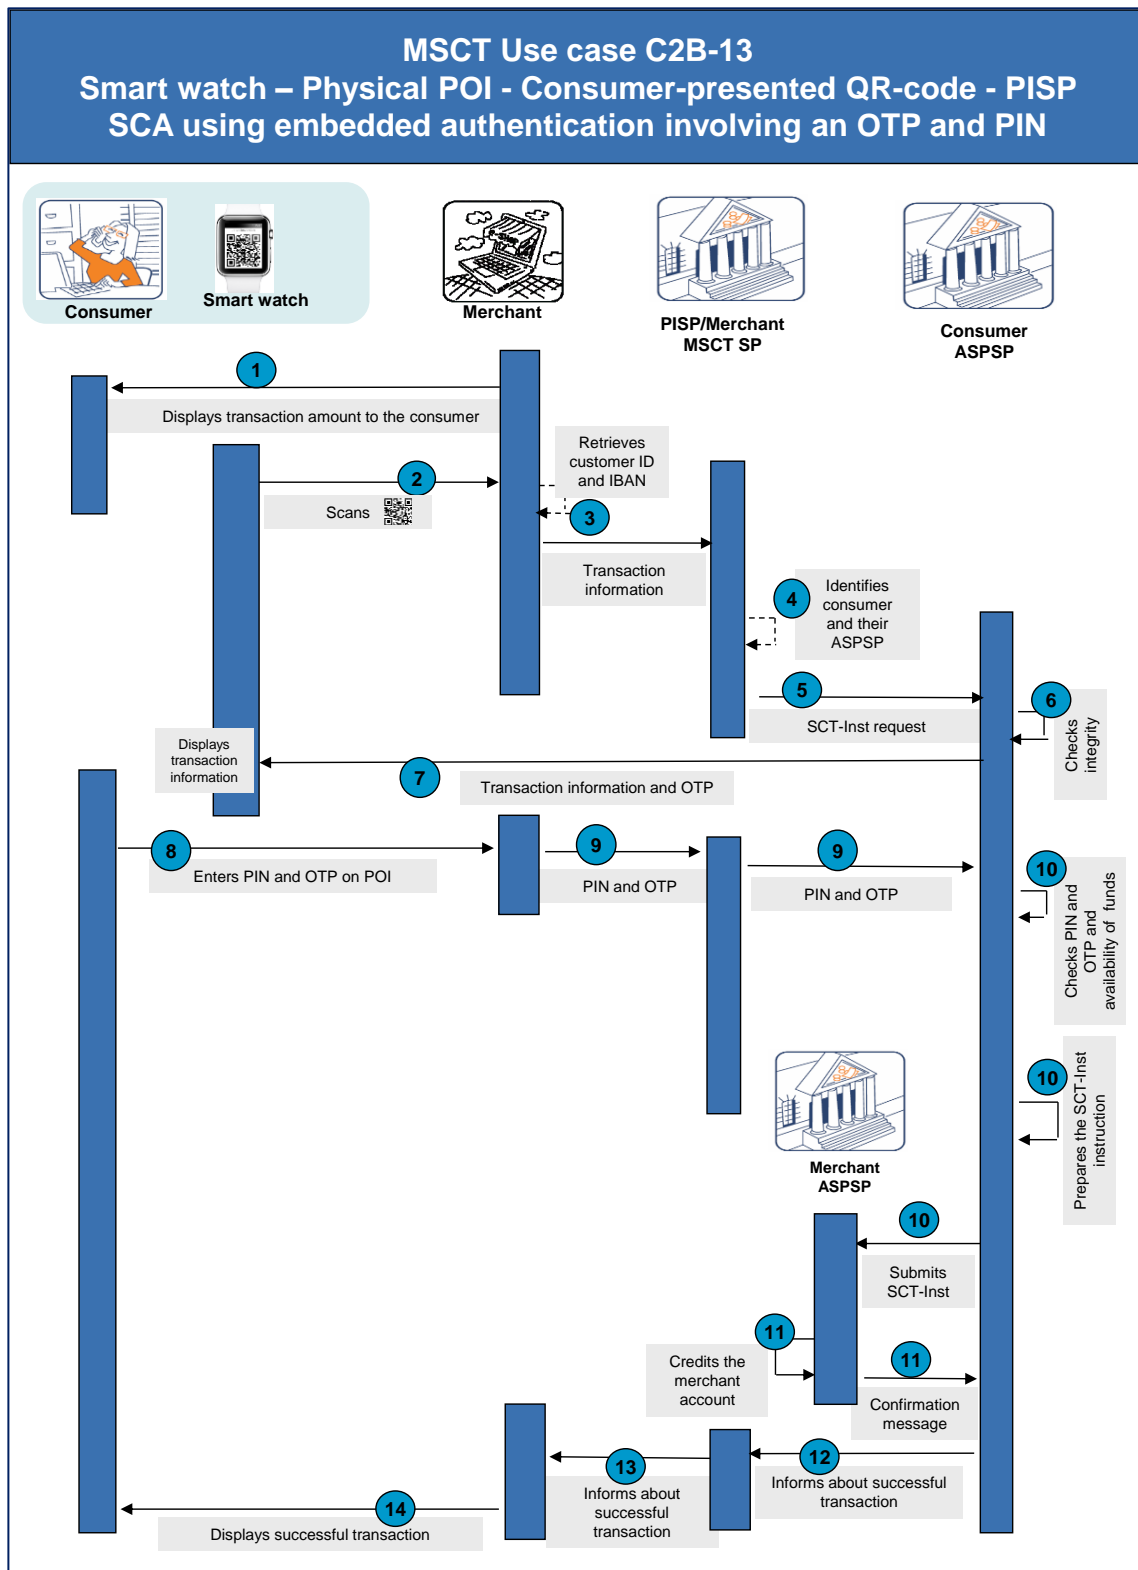 MSCT Use case C2B-13
Smart watch – Physical POI - Consumer-presented QR-code - PISP
SCA using embedded authentication involving an OTP and PIN
Consumer
Smart watch
Merchant
PISP/Merchant
MSCT SP
Consumer
ASPSP
1
Displays transaction amount to the consumer
2
Scans
Retrieves
customer ID
and IBAN
3
Transaction
information
4
Identifies
consumer
and their
ASPSP
5
SCT-Inst request
6
Checks
integrity
Displays
transaction
information
7
Transaction information and OTP
8
Enters PIN and OTP on POI
9
PIN and OTP
9
PIN and OTP
10
Checks PIN and
OTP and
availability of funds
10
Prepares the SCT-Inst
instruction
Merchant
ASPSP
10
Submits
SCT-Inst
11
Credits the
merchant
account
11
Confirmation
message
12
Informs about successful
transaction
13
Informs about
successful
transaction
14
Displays successful transaction